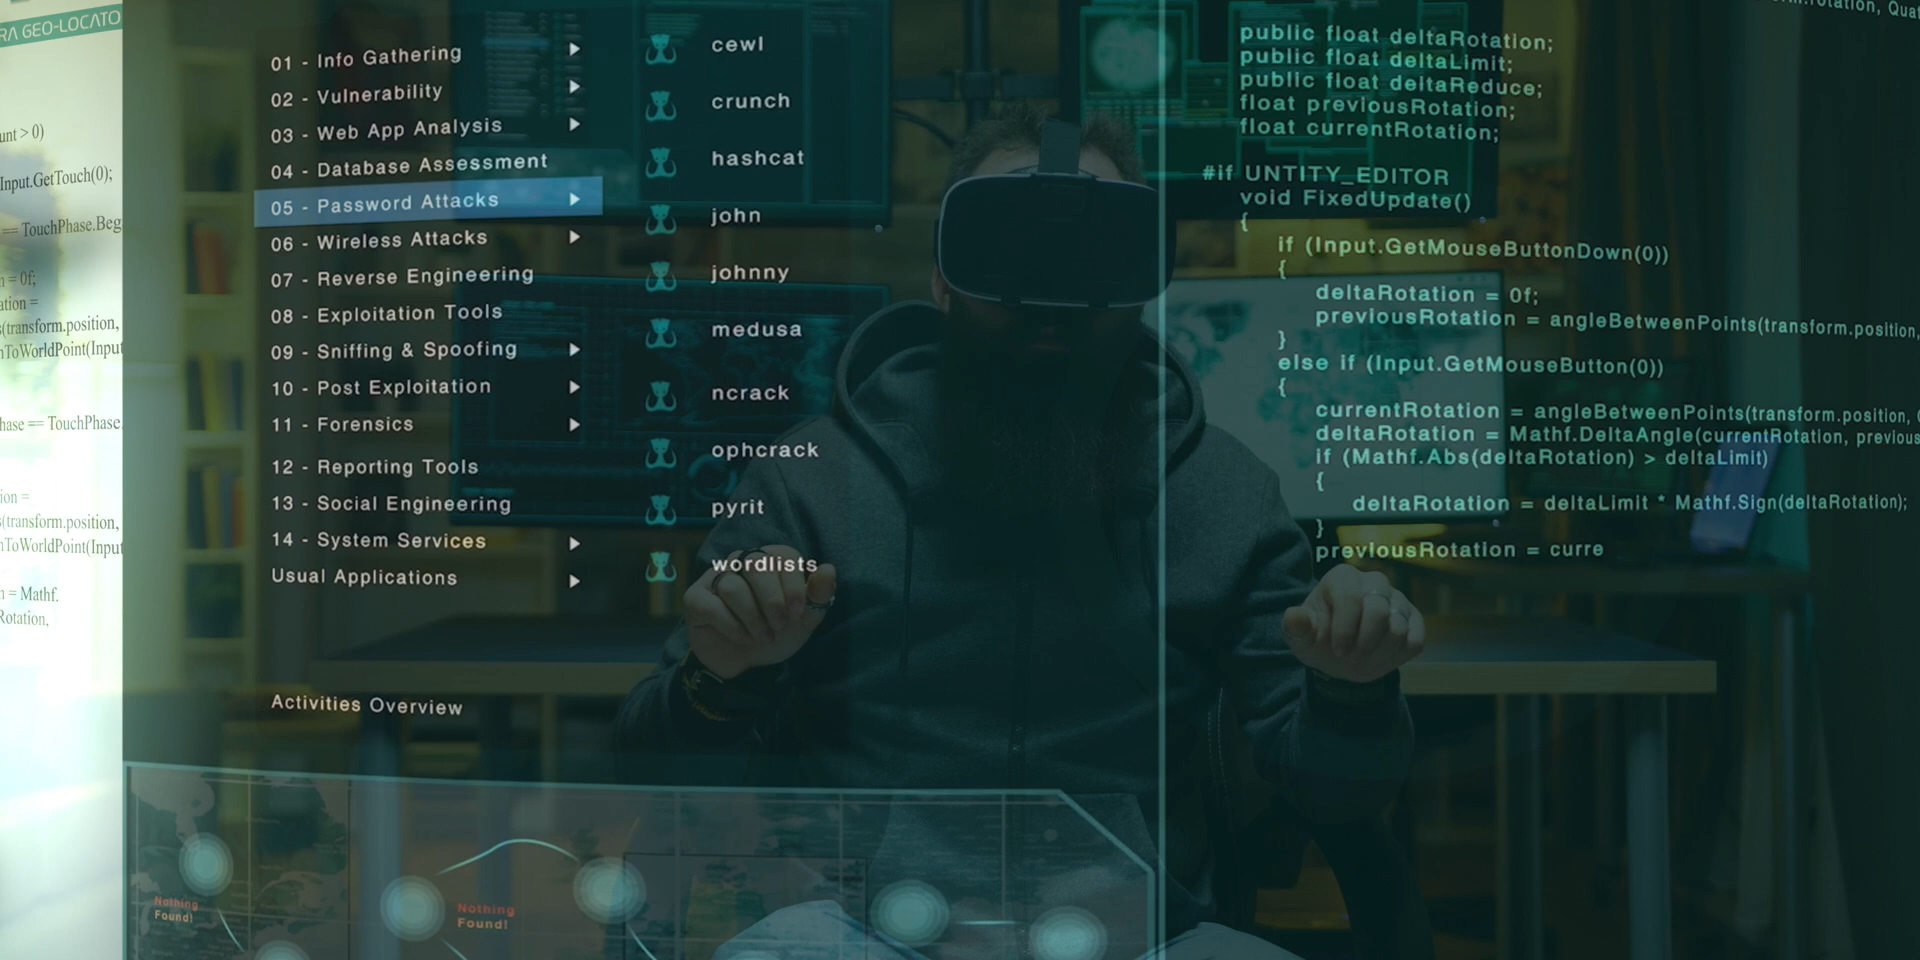 RA GEO-LOCATO
unt > 0)
Input.GetTouch(0);
== TouchPhase.Beg
= 0f;
ation =
s(transform.position,
nToWorldPoint(Input
hase == TouchPhase.
ion =
s(transform.position,
nToWorldPoint(Input
n = Mathf.
Rotation,
01 - Info Gathering
02 - Vulnerability
03 - Web App Analysis
04 - Database Assessment
05 - Password Attacks
06 - Wireless Attacks
07 - Reverse Engineering
08 - Exploitation Tools
09 - Sniffing & Spoofing
10 - Post Exploitation
11 - Forensics
12 - Reporting Tools
13 - Social Engineering
14 - System Services
Usual Applications
Activities Overview
cewl
crunch
hashcat
john
johnny
medusa
ncrack
ophcrack
pyrit
wordlists
public float deltaRotation;
public float deltaLimit;
public float deltaReduce;
float previousRotation;
float currentRotation;
#if UNTITY_EDITOR
void FixedUpdate()
{
if (Input.GetMouseButtonDown(0))
{
deltaRotation = 0f;
previousRotation = angleBetweenPoints(transform.position,
}
else if (Input.GetMouseButton(0))
{
currentRotation = angleBetweenPoints(transform.position,
deltaRotation = Mathf.DeltaAngle(currentRotation, previous
if (Mathf.Abs(deltaRotation) > deltaLimit)
{
deltaRotation = deltaLimit * Mathf.Sign(deltaRotation);
}
previousRotation = curre
Nothing
Found!
Nothing
Found!